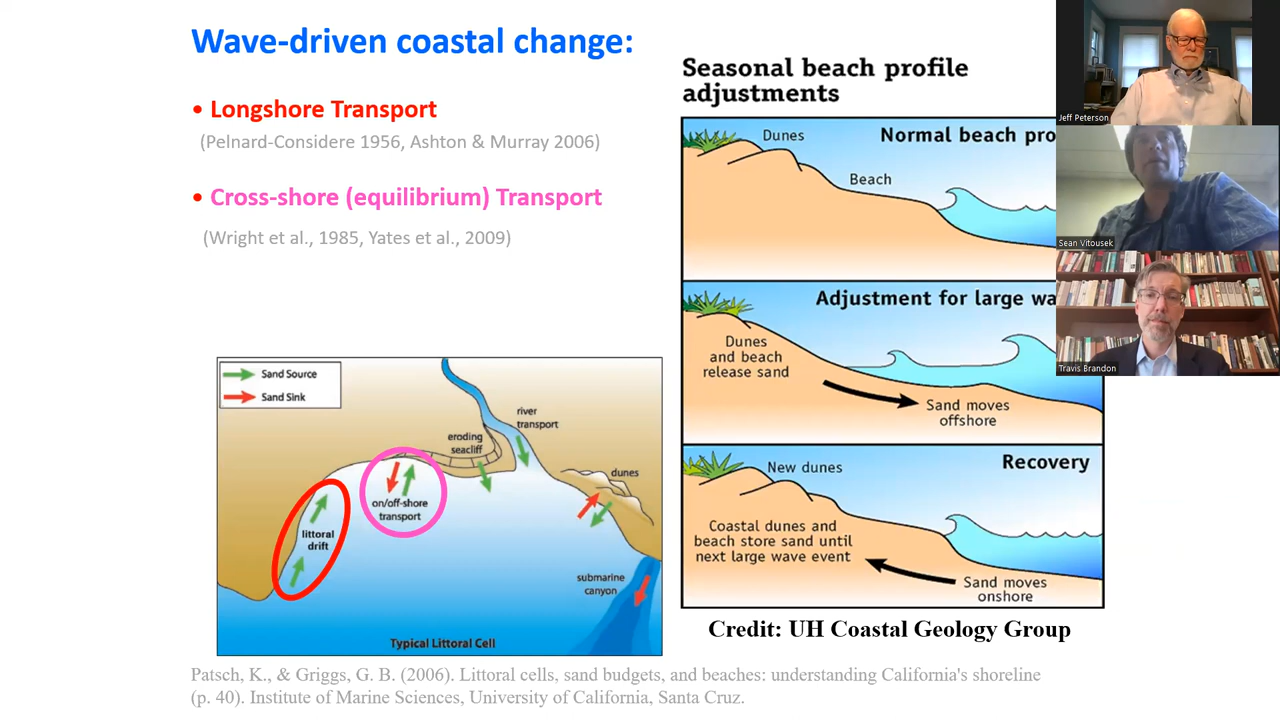 Wave-driven coastal change:
• Longshore Transport
(Pelnard-Considere 1956, Ashton & Murray 2006)
• Cross-shore (equilibrium) Transport
(Wright et al., 1985, Yates et al., 2009)
Sand Source
Sand Sink
river
transport
eroding
seacliff
dunes
on/off-shore
transport
littoral
drift
submarine
canyon
Typical Littoral Cell
Seasonal beach profile
adjustments
Dunes
Normal beach pro
Beach
Adjustment for large wa
Dunes
and beach
release sand
Sand moves
offshore
New dunes
Recovery
Coastal dunes and
beach store sand until
next large wave event
Sand moves
onshore
Credit: UH Coastal Geology Group
Patsch, K., & Griggs, G. B. (2006). Littoral cells, sand budgets, and beaches: understanding California's shoreline
(p. 40). Institute of Marine Sciences, University of California, Santa Cruz.
Jeff Peterson
Sean Vitousek
Travis Brandon